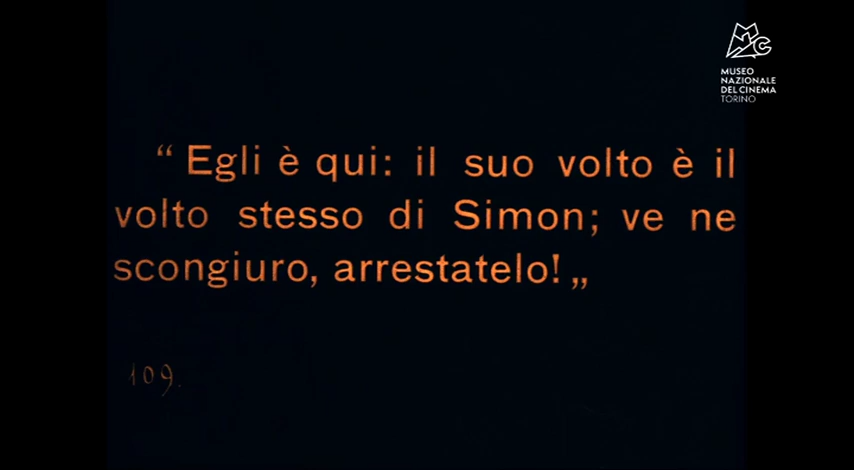 MUSEO
NAZIONALE
DEL CINEMA
TORINO
“ Egli è qui: il suo volto è il
volto stesso di Simon; ve ne
scongiuro, arrestatelo! „
109.